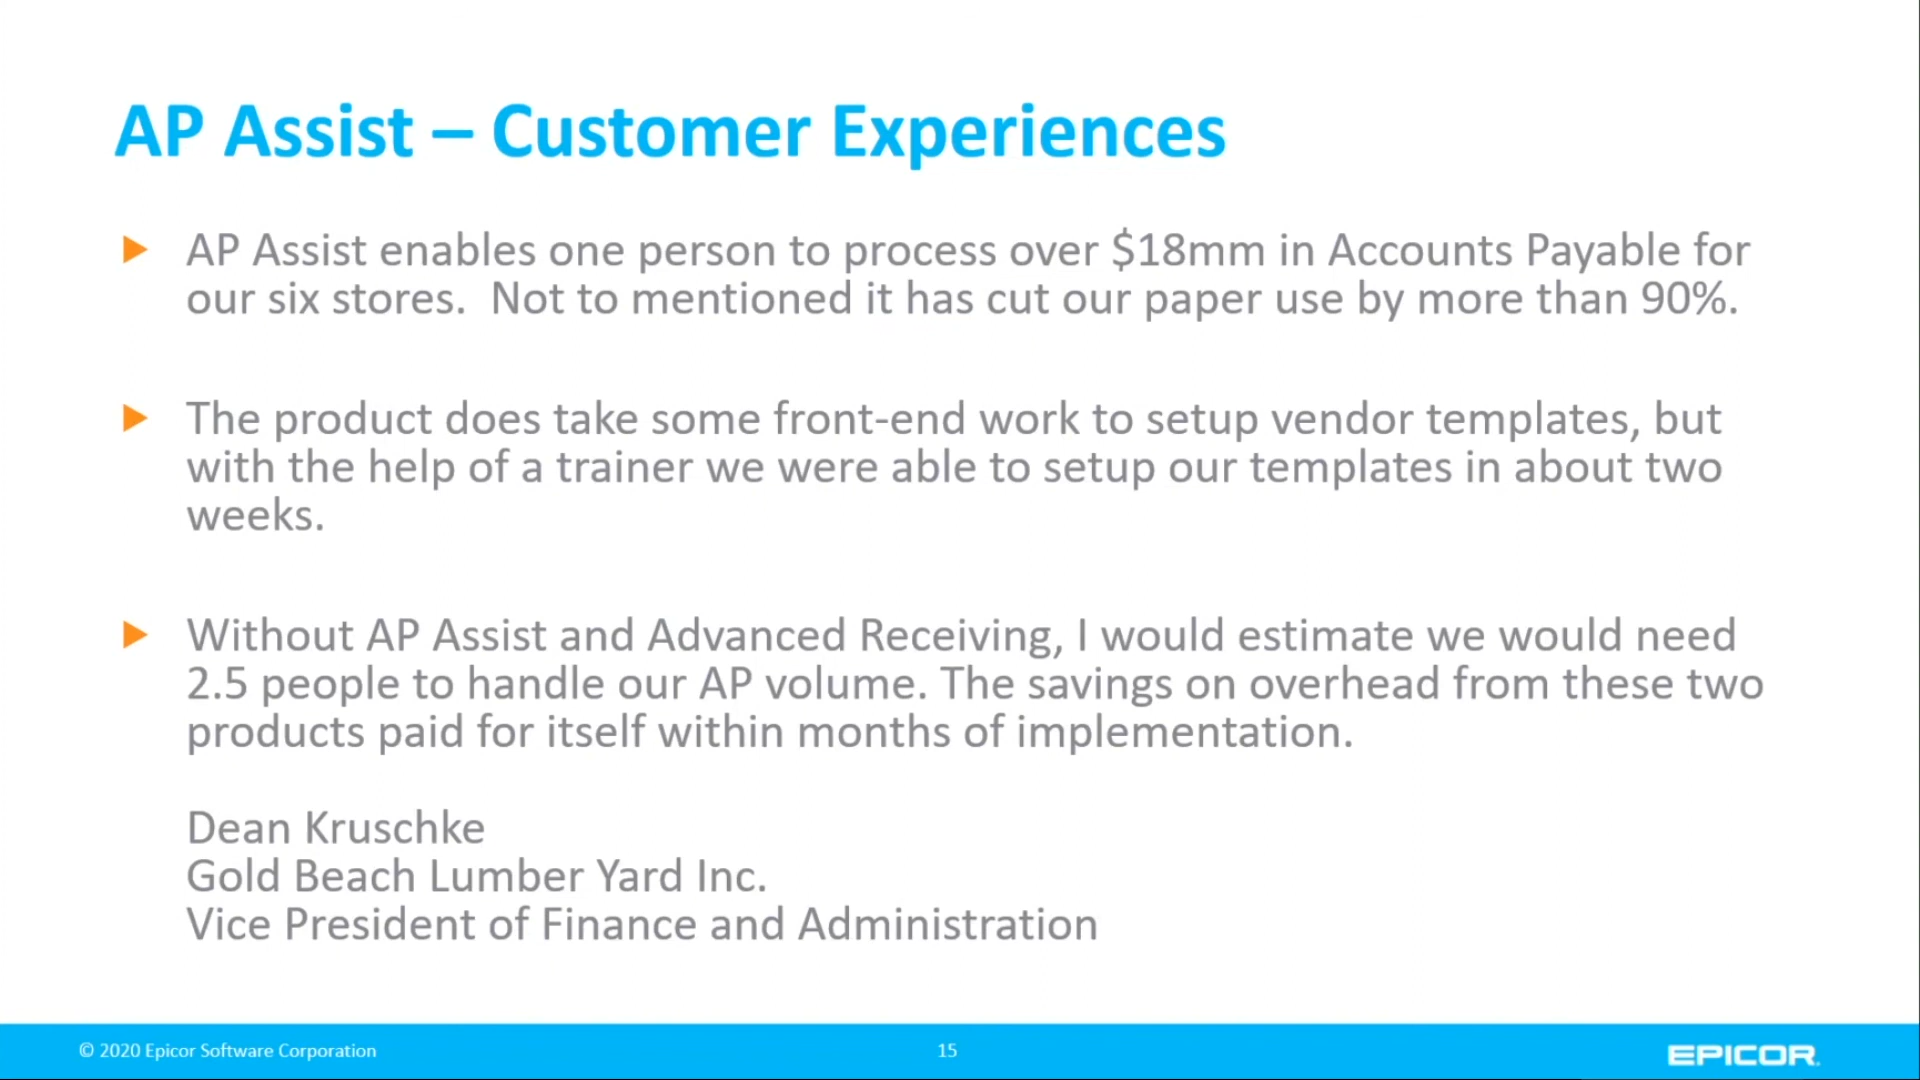 AP Assist – Customer Experiences
AP Assist enables one person to process over $18mm in Accounts Payable for
our six stores.  Not to mentioned it has cut our paper use by more than 90%.
The product does take some front-end work to setup vendor templates, but
with the help of a trainer we were able to setup our templates in about two
weeks.
Without AP Assist and Advanced Receiving, I would estimate we would need
2.5 people to handle our AP volume. The savings on overhead from these two
products paid for itself within months of implementation.
Dean Kruschke
Gold Beach Lumber Yard Inc.
Vice President of Finance and Administration
© 2020 Epicor Software Corporation
15
EPICOR.